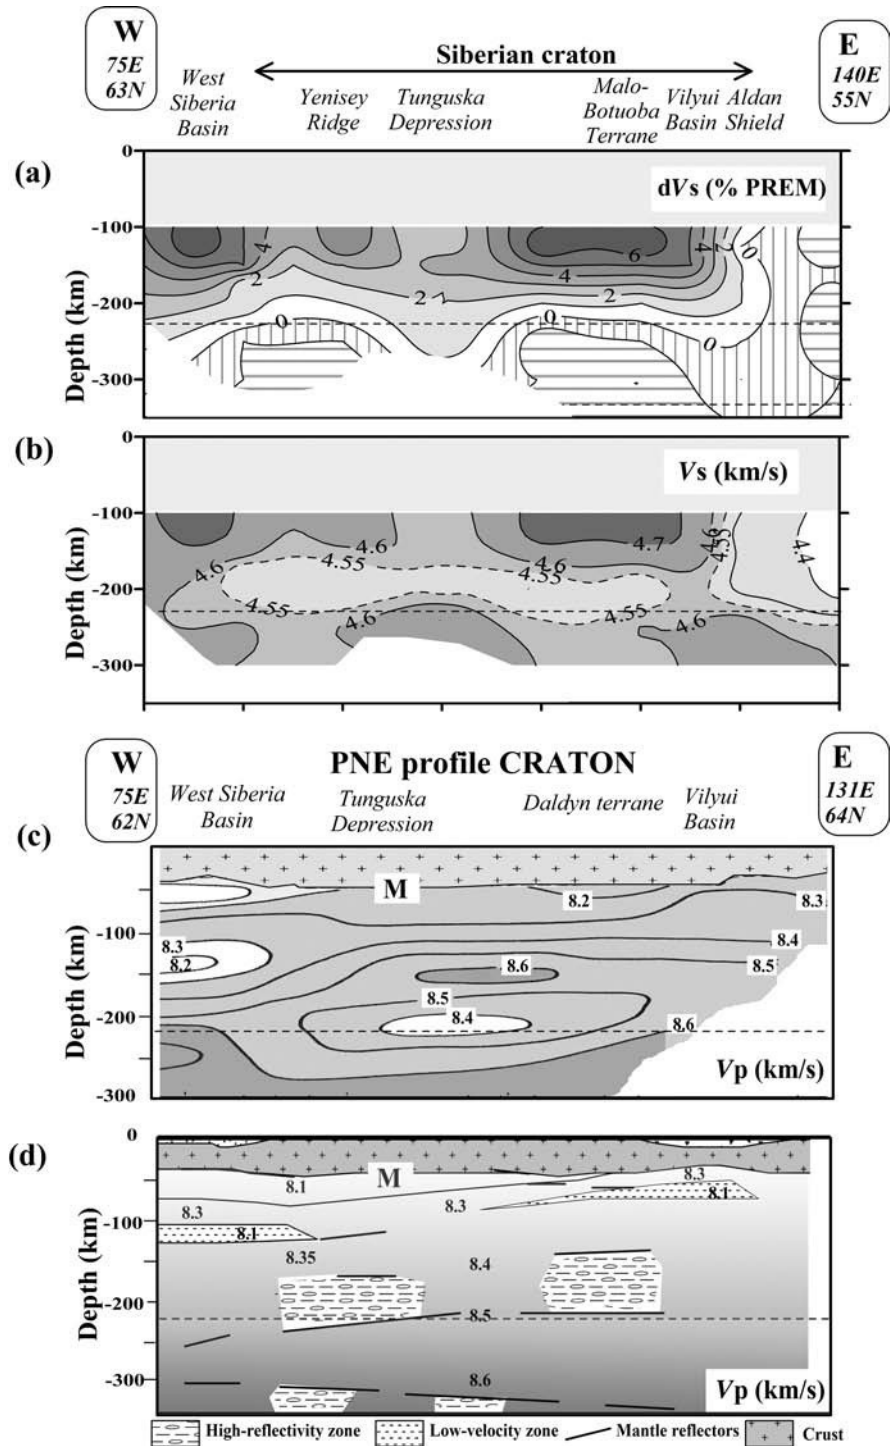 W
75E
63N
Siberian craton
E
140E
55N
West
Siberia
Basin
Yenisey
Ridge
Tunguska
Depression
Malo-
Botuoba
Terrane
Vilyui
Basin
Aldan
Shield
(a)
0
-100
-200
-300
Depth (km)
dVs (% PREM)
4
2
0
2
4
6
2
0
4
2
0
0
0
(b)
0
-100
-200
-300
Depth (km)
Vs (km/s)
4.6
4.6
4.55
4.55
4.6
4.6
4.7
4.55
4.55
4.6
4.6
4.55
4.4
W
75E
62N
PNE profile CRATON
E
131E
64N
West Siberia
Basin
Tunguska
Depression
Daldyn terrane
Vilyui
Basin
(c)
-100
-200
-300
Depth (km)
M
8.2
8.3
8.3
8.2
8.4
8.5
8.6
8.5
8.4
8.6
Vp (km/s)
(d)
0
-100
-200
-300
Depth (km)
M
8.1
8.3
8.3
8.3
8.1
8.1
8.35
8.4
8.5
8.6
Vp (km/s)
High-reflectivity zone
Low-velocity zone
Mantle reflectors
Crust